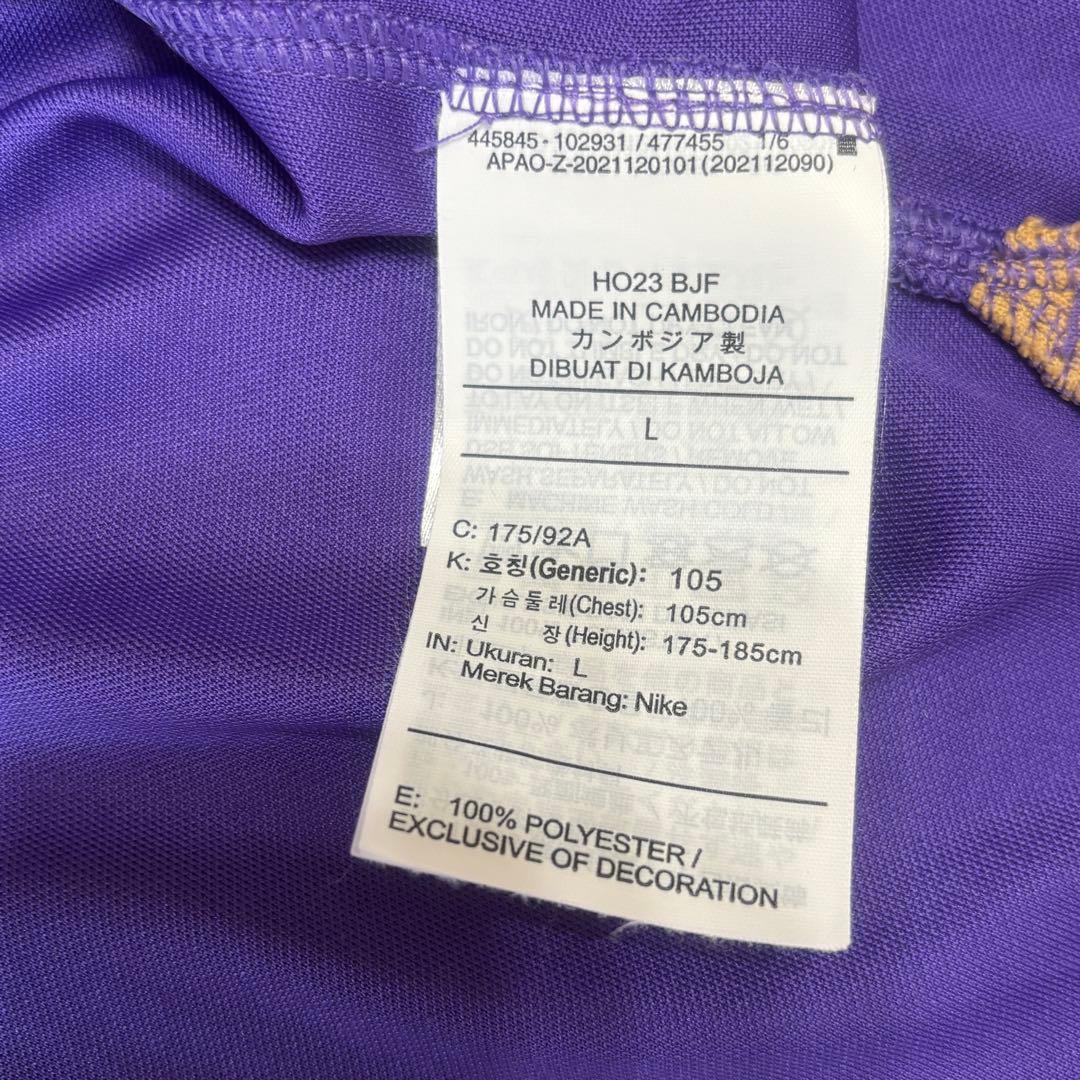 445845・102931 / 477455 1/6
APAO-Z-2021120101(202112090)
HO23 BJF
MADE IN CAMBODIA
カンボジア製
DIBUAT DI KAMBOJA
L
C: 175/92A
K: 호칭(Generic): 105
가슴둘레(Chest): 105cm
신 장(Height): 175-185cm
IN: Ukuran: L
Merek Barang: Nike
E: 100% POLYESTER /
EXCLUSIVE OF DECORATION